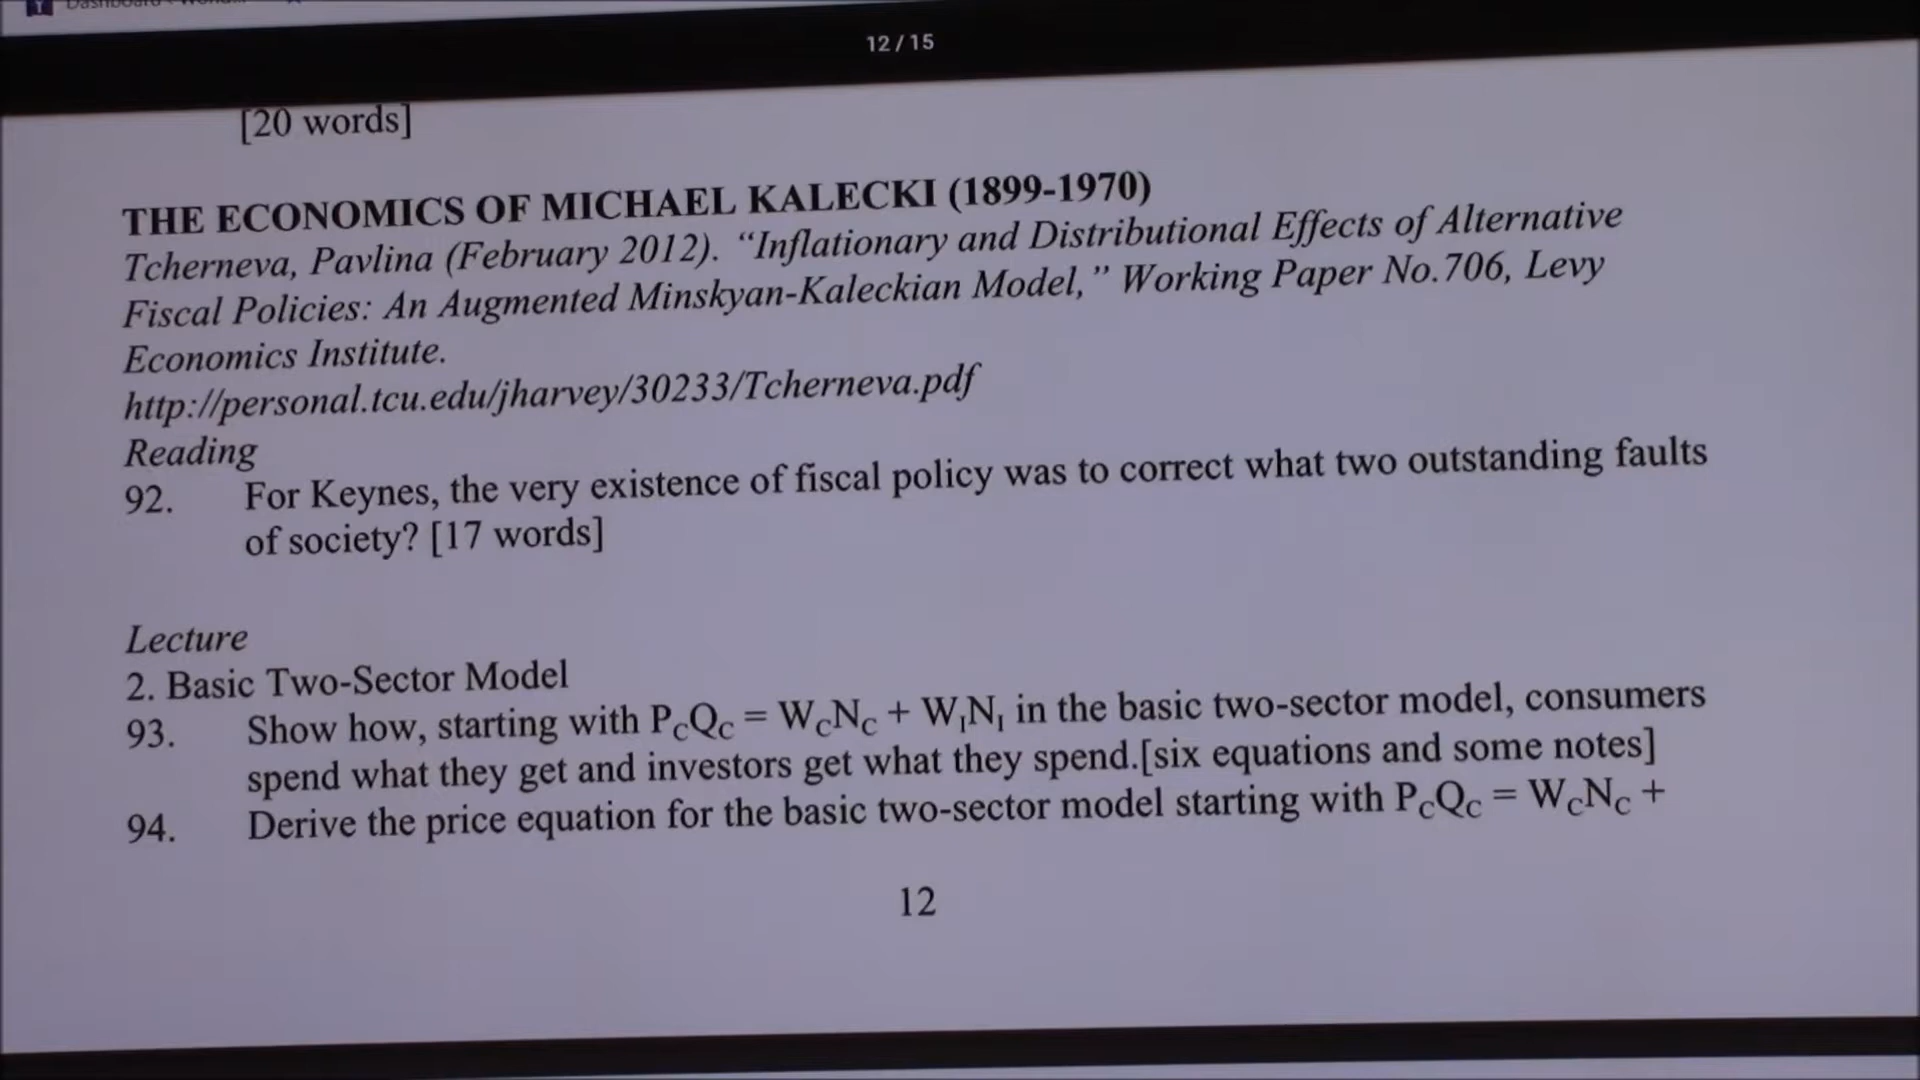 12 / 15
[20 words]
THE ECONOMICS OF MICHAEL KALECKI (1899-1970)
Tcherneva, Pavlina (February 2012). “Inflationary and Distributional Effects of Alternative
Fiscal Policies: An Augmented Minskyan-Kaleckian Model,” Working Paper No.706, Levy
Economics Institute.
http://personal.tcu.edu/jharvey/30233/Tcherneva.pdf
Reading
92. For Keynes, the very existence of fiscal policy was to correct what two outstanding faults
of society? [17 words]
Lecture
2. Basic Two-Sector Model
93. Show how, starting with PCQC = WCNC + WINI in the basic two-sector model, consumers
spend what they get and investors get what they spend.[six equations and some notes]
94. Derive the price equation for the basic two-sector model starting with PCQC = WCNC +
12